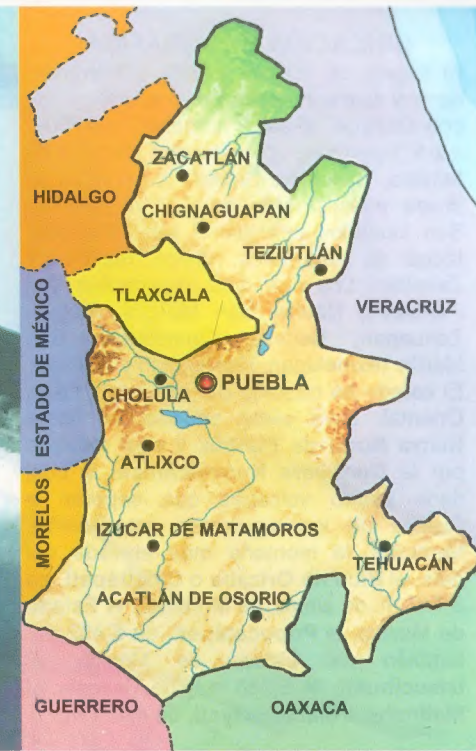 ZACATLÁN
HIDALGO
CHIGNAGUAPAN
TEZIUTLÁN
TLAXCALA
VERACRUZ
ESTADO DE MÉXICO
PUEBLA
CHOLULA
ATLIXCO
MORELOS
IZÚCAR DE MATAMOROS
TEHUACÁN
ACATLÁN DE OSORIO
GUERRERO
OAXACA